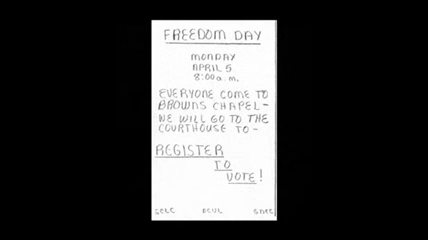 FREEDOM DAY
MONDAY
APRIL 5
8:00 a.m.
EVERYONE COME TO
BROWNS CHAPEL-
WE WILL GO TO THE
COURTHOUSE TO-
REGISTER
TO
VOTE!
SCLC DCVL SNCC